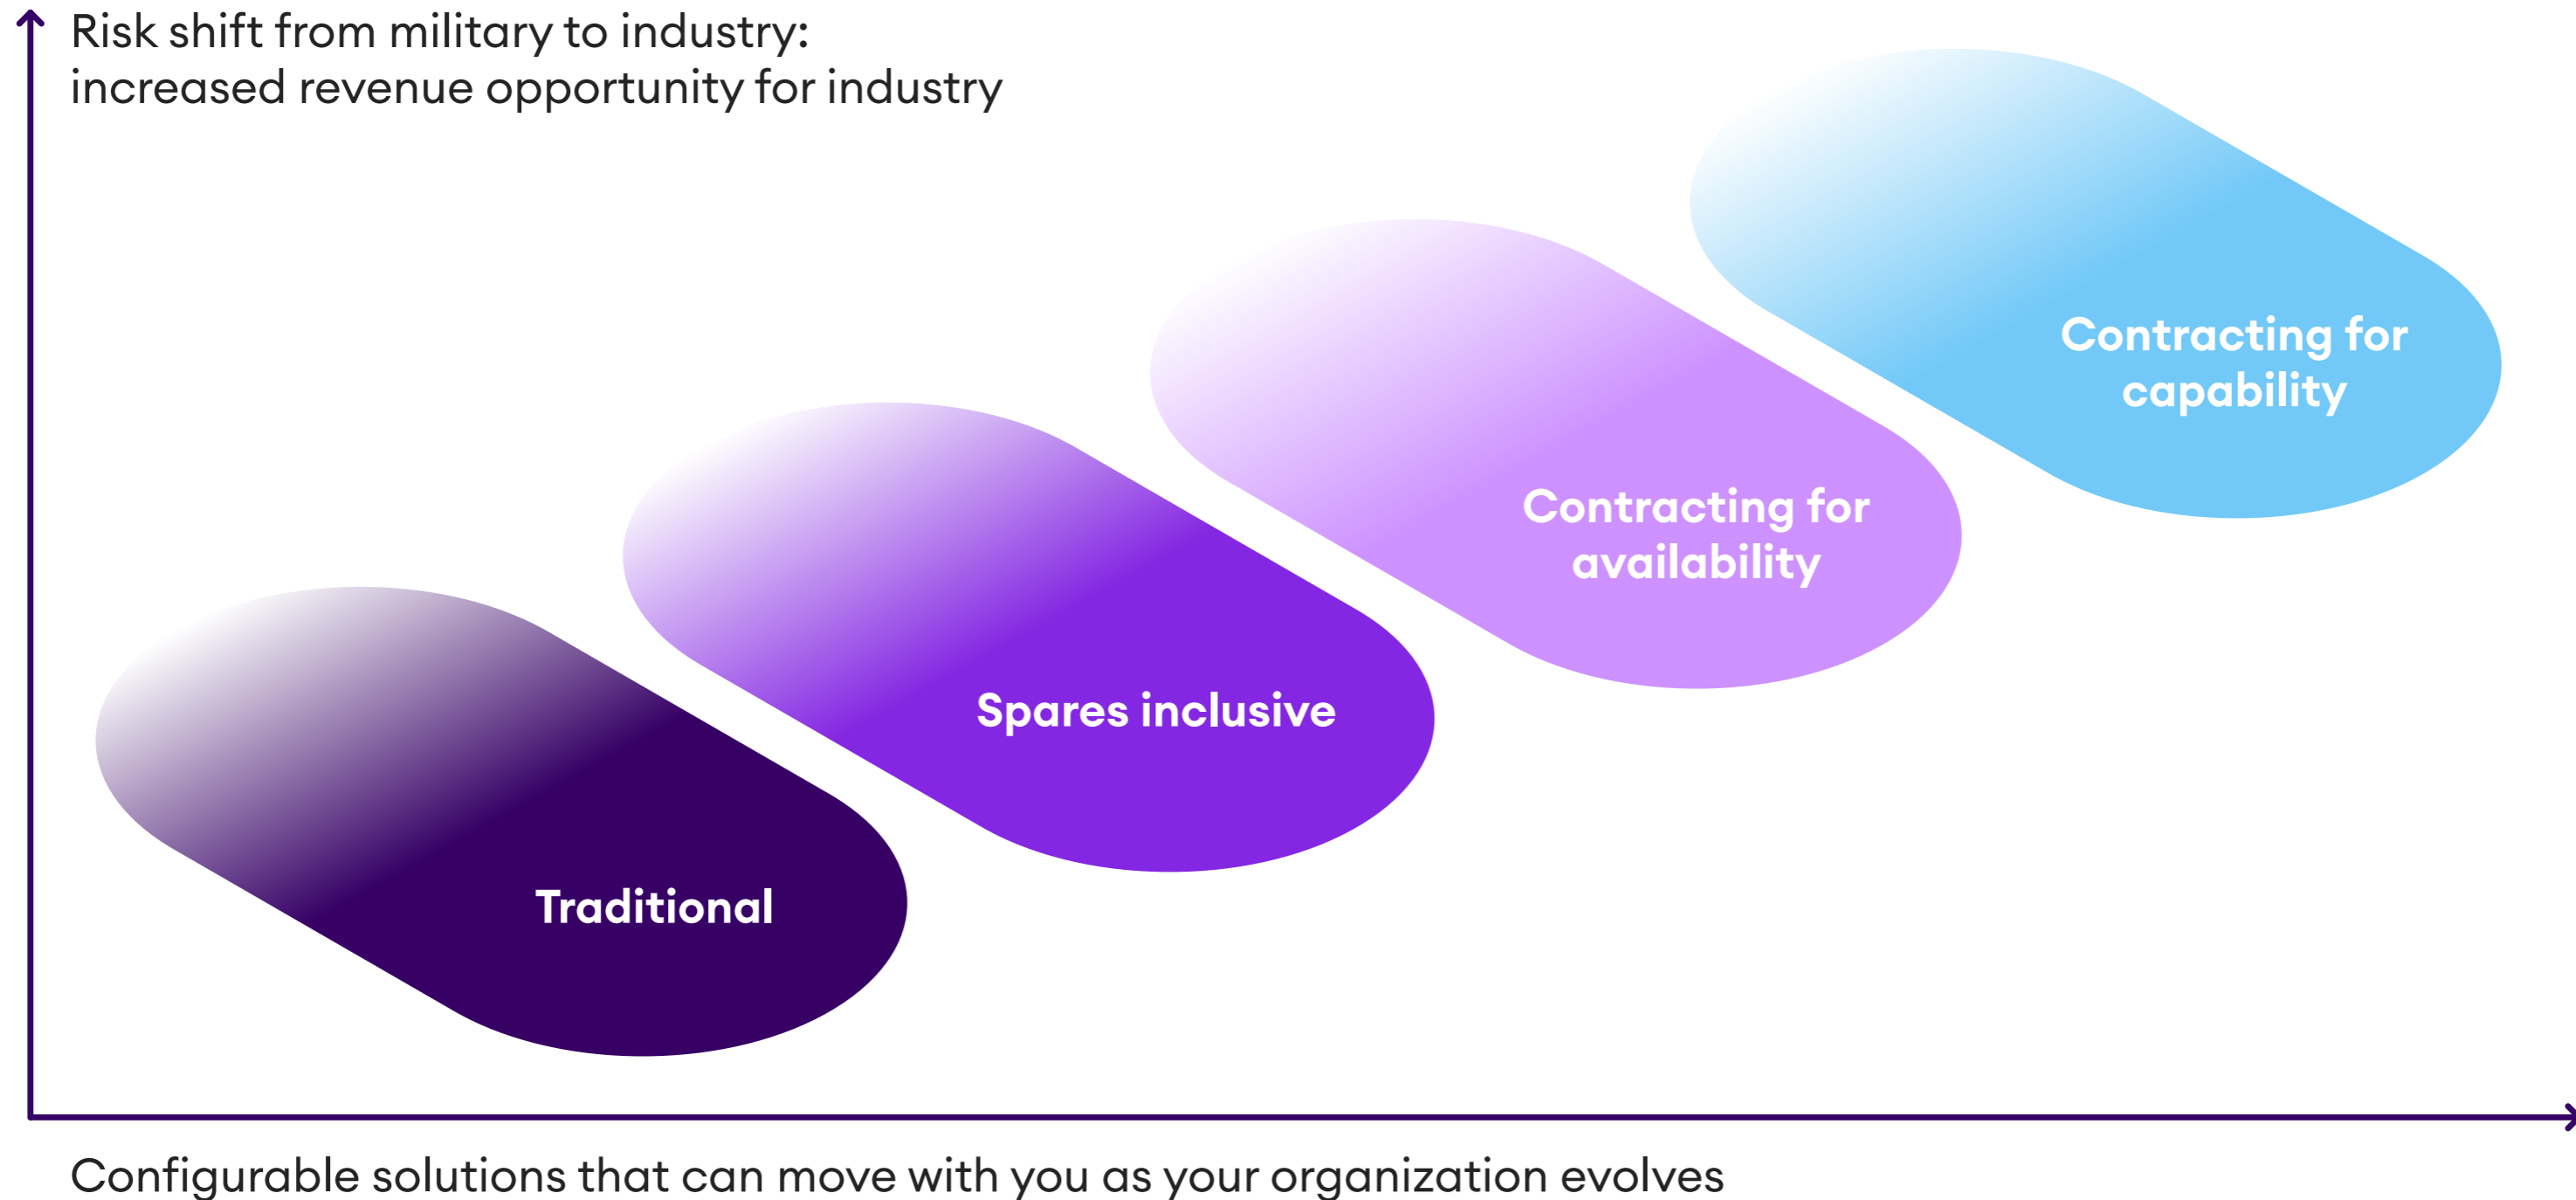 Risk shift from military to industry:
increased revenue opportunity for industry
Contracting for
capability
Contracting for
availability
Spares inclusive
Traditional
Configurable solutions that can move with you as your organization evolves